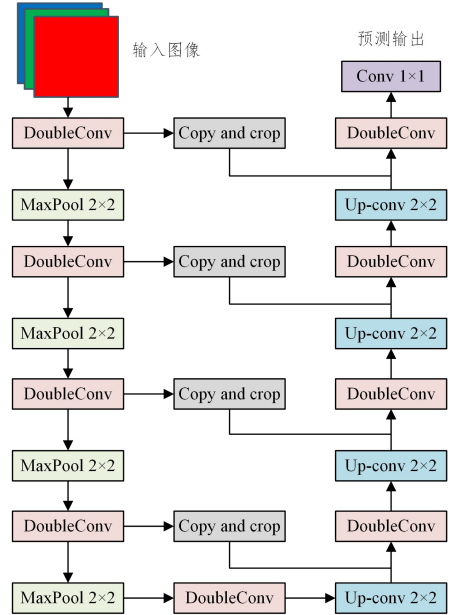 输入图像
预测输出
Conv 1×1
DoubleConv
Copy and crop
DoubleConv
MaxPool 2×2
Up-conv 2×2
DoubleConv
Copy and crop
DoubleConv
MaxPool 2×2
Up-conv 2×2
DoubleConv
Copy and crop
DoubleConv
MaxPool 2×2
Up-conv 2×2
DoubleConv
Copy and crop
DoubleConv
MaxPool 2×2
DoubleConv
Up-conv 2×2